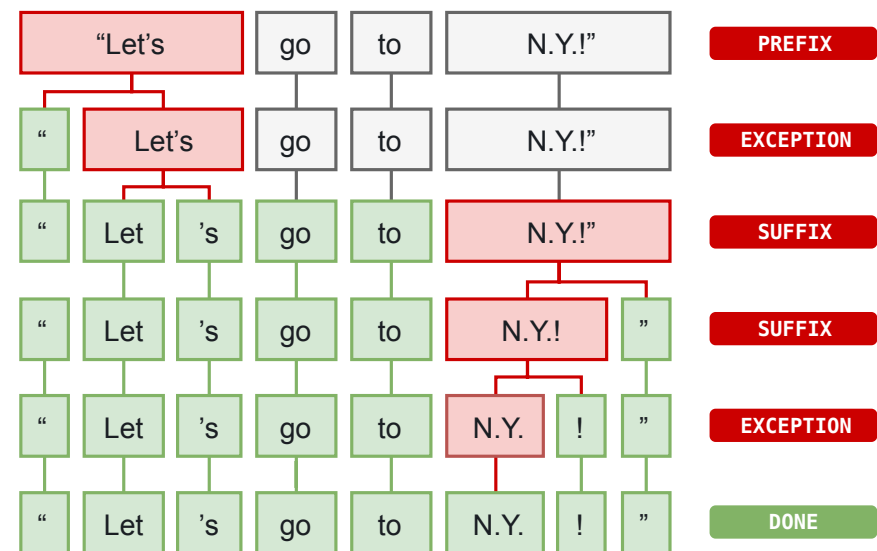 “Let’s go to N.Y.!” PREFIX
“ Let’s go to N.Y.!” EXCEPTION
“ Let ’s go to N.Y.!” SUFFIX
“ Let ’s go to N.Y.! ” SUFFIX
“ Let ’s go to N.Y. ! ” EXCEPTION
“ Let ’s go to N.Y. ! ” DONE